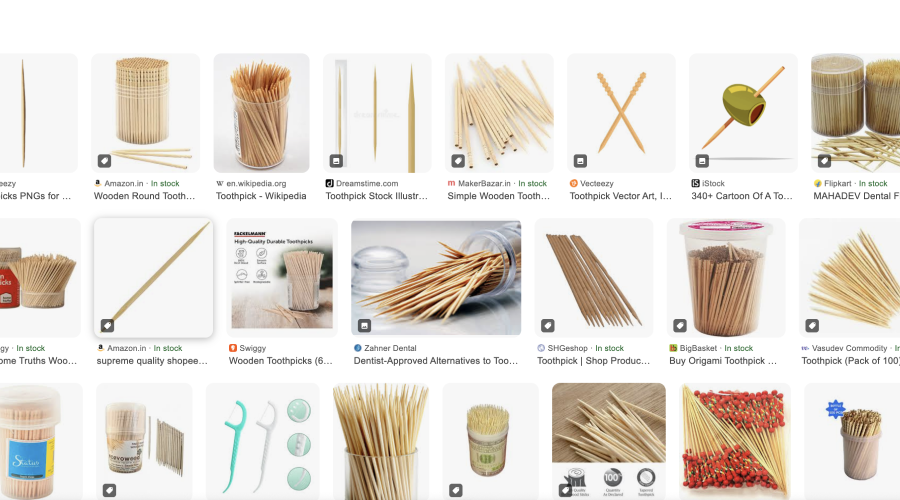 eezy
icks PNGs for ...
Amazon.in · In stock
Wooden Round Tooth...
W en.wikipedia.org
Toothpick - Wikipedia
Dreamstime.com
Toothpick Stock Illustr...
m MakerBazar.in · In stock
Simple Wooden Tooth...
Vecteezy
Toothpick Vector Art, I...
iStock
340+ Cartoon Of A To...
Flipkart · In stock
MAHADEV Dental F
FACKELMANN
High-Quality Durable Toothpicks
gy · In stock
ome Truths Woo...
Amazon.in · In stock
supreme quality shopee...
Swiggy
Wooden Toothpicks (6...
Zahner Dental
Dentist-Approved Alternatives to Too...
SHGeshop · In stock
Toothpick | Shop Produc...
BigBasket · In stock
Buy Origami Toothpick ...
Vasudev Commodity · In
Toothpick (Pack of 100)
100